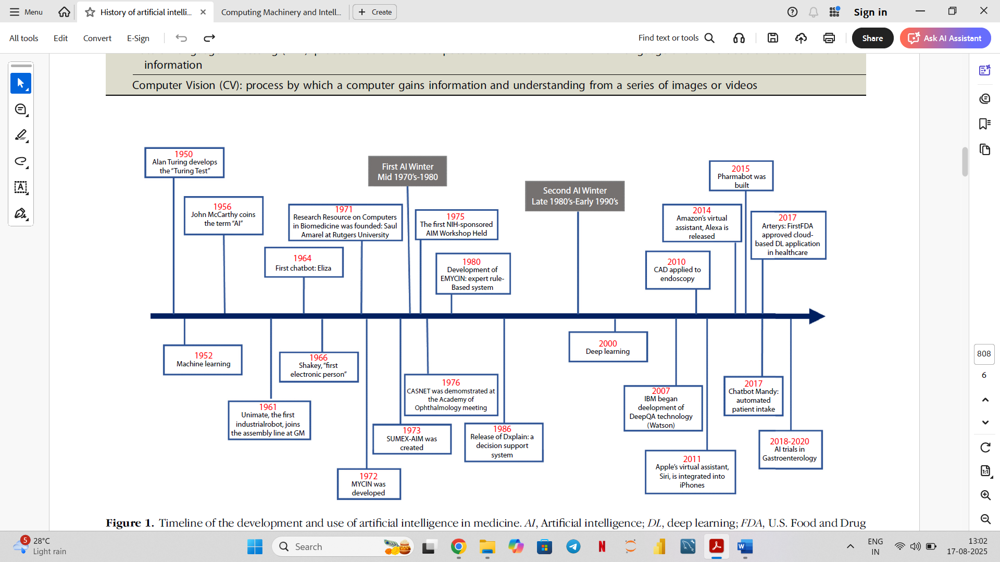 Menu
History of artificial intelli...
Computing Machinery and Intell...
Create
Sign in
All tools
Edit
Convert
E-Sign
Find text or tools
Share
Ask AI Assistant
information
Computer Vision (CV): process by which a computer gains information and understanding from a series of images or videos
1950
Alan Turing develops
the “Turing Test”
First AI Winter
Mid 1970’s-1980
2015
Pharmabot was
built
Second AI Winter
Late 1980’s-Early 1990’s
1956
John McCarthy coins
the term “AI”
1971
Research Resource on Computers
in Biomedicine was founded: Saul
Amarel at Rutgers University
1975
The first NIH-sponsored
AIM Workshop Held
2014
Amazon’s virtual
assistant, Alexa is
released
2017
Arterys: FirstFDA
approved cloud-
based DL application
in healthcare
1964
First chatbot: Eliza
1980
Development of
EMYCIN: expert rule-
Based system
2010
CAD applied to
endoscopy
1952
Machine learning
1966
Shakey, “first
electronic person”
2000
Deep learning
1976
CASNET was demomstrated at
the Academy of
Ophthalmology meeting
2007
IBM began
deelopment of
DeepQA technology
(Watson)
2017
Chatbot Mandy:
automated
patient intake
1961
Unimate, the first
industrialrobot, joins
the assembly line at GM
1973
SUMEX-AIM was
created
1986
Release of Dxplain: a
decision support
system
2018-2020
AI trials in
Gastroenterology
2011
Apple’s virtual assistant,
Siri, is integrated into
iPhones
1972
MYCIN was
developed
Figure 1. Timeline of the development and use of artificial intelligence in medicine. AI, Artificial intelligence; DL, deep learning; FDA, U.S. Food and Drug
808
6
1:1
5
28°C
Light rain
Search
ENG
IN
13:02
17-08-2025